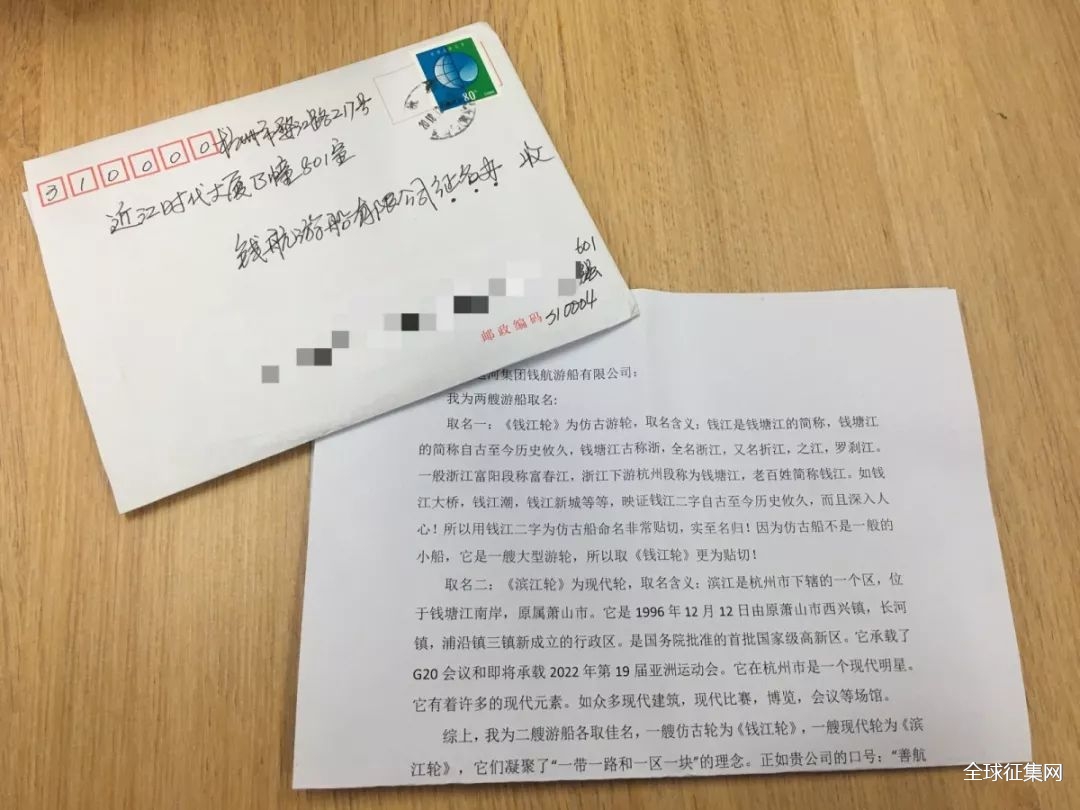 80
310000 杭州市婺江路217号
近江时代大厦B幢801室
钱航游船有限公司征名办 收
601
邮政编码 310004
河集团钱航游船有限公司：
我为两艘游船取名：
取名一：《钱江轮》为仿古游轮，取名含义：钱江是钱塘江的简称，钱塘江
的简称自古至今历史攸久，钱塘江古称浙，全名浙江，又名折江，之江，罗刹江。
一般浙江富阳段称富春江，浙江下游杭州段称为钱塘江，老百姓简称钱江。如钱
江大桥，钱江潮，钱江新城等等，映证钱江二字自古至今历史攸久，而且深入人
心！所以用钱江二字为仿古船命名非常贴切，实至名归！因为仿古船不是一般的
小船，它是一艘大型游轮，所以取《钱江轮》更为贴切！
取名二：《滨江轮》为现代轮，取名含义：滨江是杭州市下辖的一个区，位
于钱塘江南岸，原属萧山市。它是 1996 年 12 月 12 日由原萧山市西兴镇，长河
镇，浦沿镇三镇新成立的行政区。是国务院批准的首批国家级高新区。它承载了
G20 会议和即将承载 2022 年第 19 届亚洲运动会。它在杭州市是一个现代明星。
它有着许多的现代元素。如众多现代建筑，现代比赛，博览，会议等场馆。
综上，我为二艘游船各取佳名，一艘仿古轮为《钱江轮》，一艘现代轮为《滨
江轮》，它们凝聚了“一带一路和一区一块”的理念。正如贵公司的口号：“善航
全球征集网